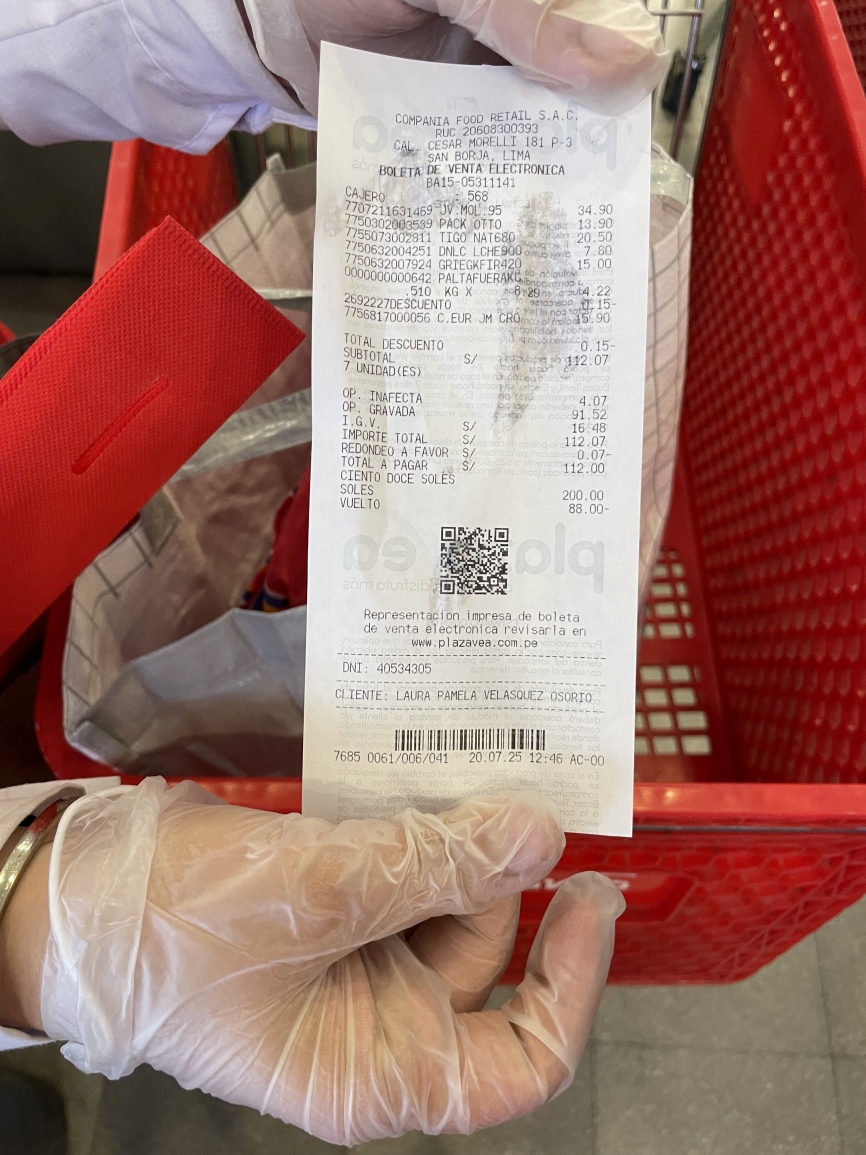 COMPANIA FOOD RETAIL S.A.C.
RUC 20608300393
CAL. CESAR MORELLI 181 P-3
SAN BORJA, LIMA
BOLETA DE VENTA ELECTRONICA
BA15-05311141
CAJERO : 568
7707211631469 JV.MOL.95 34.90
7750302003539 PACK OTTO 13.90
7755073002811 TIGO NAT680 20.50
7750632004251 DNLC LCHE900 7.80
7750632007924 GRIEGKFIR420 15.00
0000000000642 PALTAFUERAKG
.510 KG X 8.29 4.22
2692227DESCUENTO 0.15-
7756817000056 C.EUR JM CRO 15.90
TOTAL DESCUENTO 0.15-
SUBTOTAL S/ 112.07
7 UNIDAD(ES)
OP. INAFECTA 4.07
OP. GRAVADA 91.52
I.G.V. S/ 16.48
IMPORTE TOTAL S/ 112.07
REDONDEO A FAVOR S/ 0.07-
TOTAL A PAGAR S/ 112.00
CIENTO DOCE SOLES
SOLES 200.00
VUELTO 88.00-
Representacion impresa de boleta
de venta electronica revisarla en
www.plazavea.com.pe
DNI: 40534305
CLIENTE: LAURA PAMELA VELASQUEZ OSORIO
7685 0061/006/041 20.07.25 12:46 AC-00